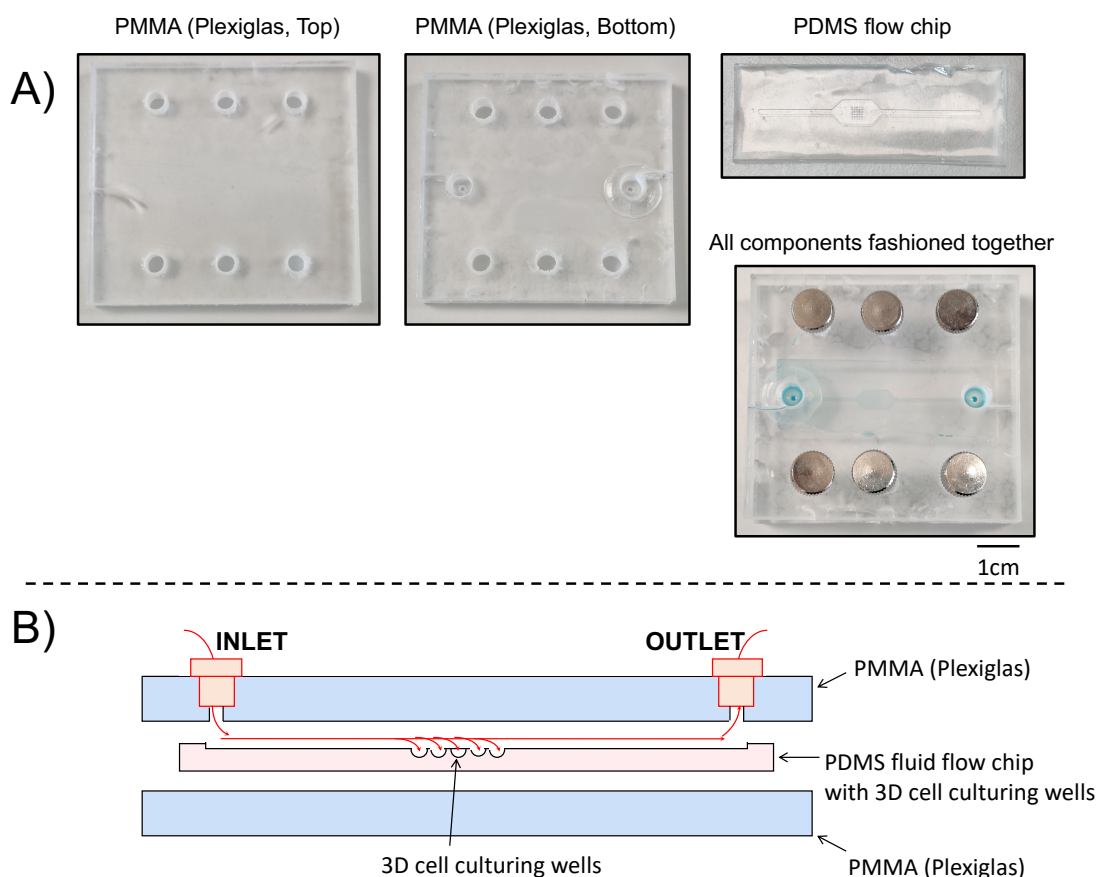 PMMA (Plexiglas, Top)
PMMA (Plexiglas, Bottom)
PDMS flow chip
A)
All components fashioned together
1cm
B)
INLET
OUTLET
PMMA (Plexiglas)
PDMS fluid flow chip
with 3D cell culturing wells
3D cell culturing wells
PMMA (Plexiglas)